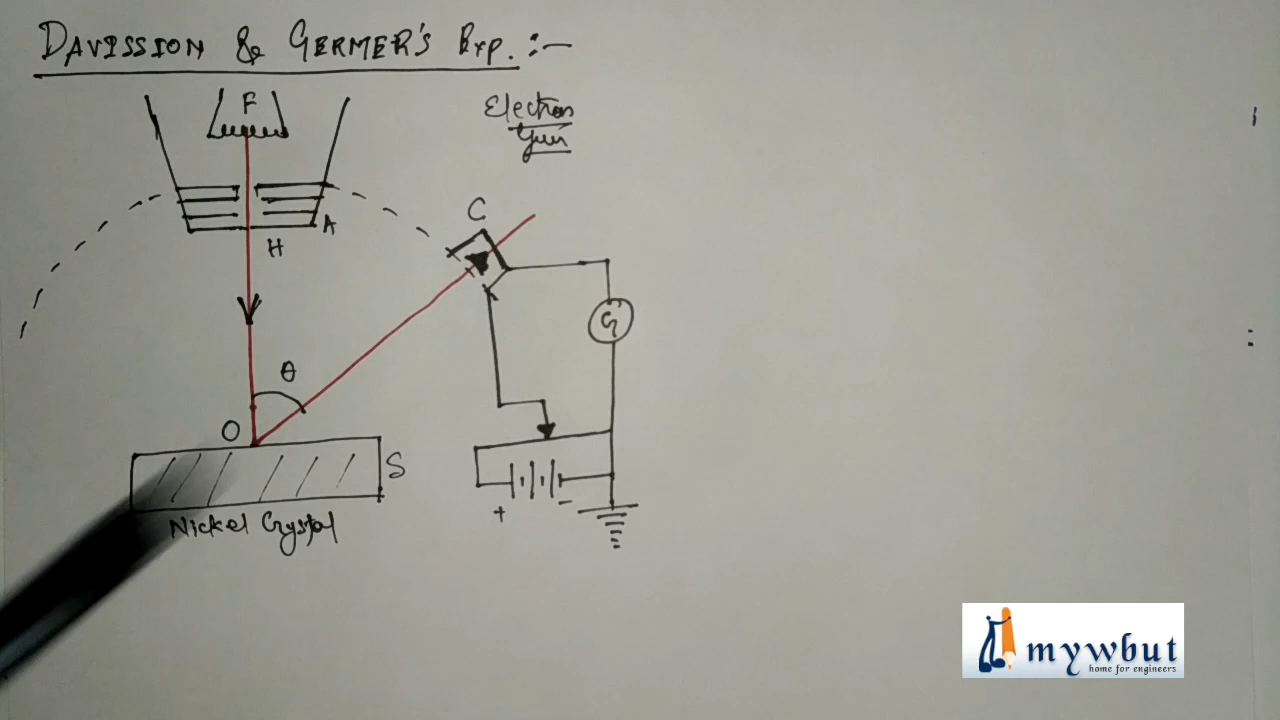 DAVISSION & GERMER'S Exp. :-
F
Electron
Gun
C
A
H
G
θ
O
S
+
-
Nickel Crystal
mywbut
home for engineers